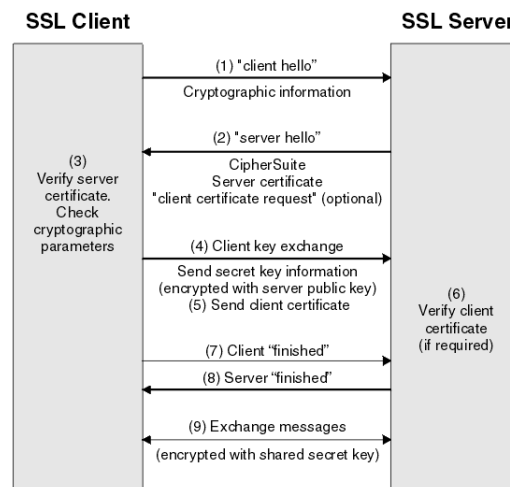 SSL Client
SSL Server
(1) "client hello"
Cryptographic information
(2) "server hello"
CipherSuite
Server certificate
"client certificate request" (optional)
(3)
Verify server
certificate.
Check
cryptographic
parameters
(4) Client key exchange
Send secret key information
(encrypted with server public key)
(5) Send client certificate
(6)
Verify client
certificate
(if required)
(7) Client “finished”
(8) Server “finished”
(9) Exchange messages
(encrypted with shared secret key)